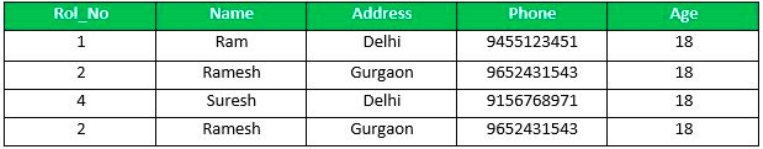 Rol_No Name Address Phone Age
1 Ram Delhi 9455123451 18
2 Ramesh Gurgaon 9652431543 18
4 Suresh Delhi 9156768971 18
2 Ramesh Gurgaon 9652431543 18